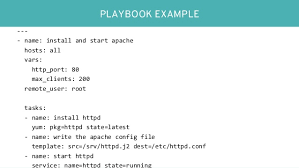 PLAYBOOK EXAMPLE
---
- name: install and start apache
  hosts: all
  vars:
    http_port: 80
    max_clients: 200
  remote_user: root

  tasks:
  - name: install httpd
    yum: pkg=httpd state=latest
  - name: write the apache config file
    template: src=/srv/httpd.j2 dest=/etc/httpd.conf
  - name: start httpd
    service: name=httpd state=running